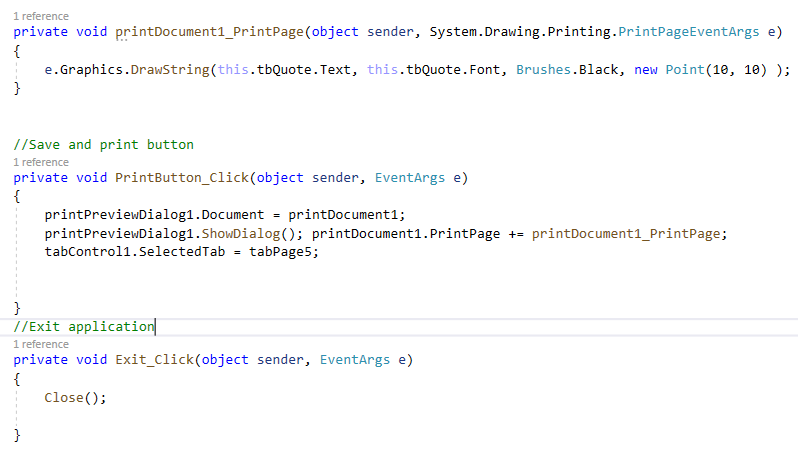 1 reference
private void printDocument1_PrintPage(object sender, System.Drawing.Printing.PrintPageEventArgs e)
{
e.Graphics.DrawString(this.tbQuote.Text, this.tbQuote.Font, Brushes.Black, new Point(10, 10) );
}
//Save and print button
1 reference
private void PrintButton_Click(object sender, EventArgs e)
{
printPreviewDialog1.Document = printDocument1;
printPreviewDialog1.ShowDialog(); printDocument1.PrintPage += printDocument1_PrintPage;
tabControl1.SelectedTab = tabPage5;
}
//Exit application
1 reference
private void Exit_Click(object sender, EventArgs e)
{
Close();
}